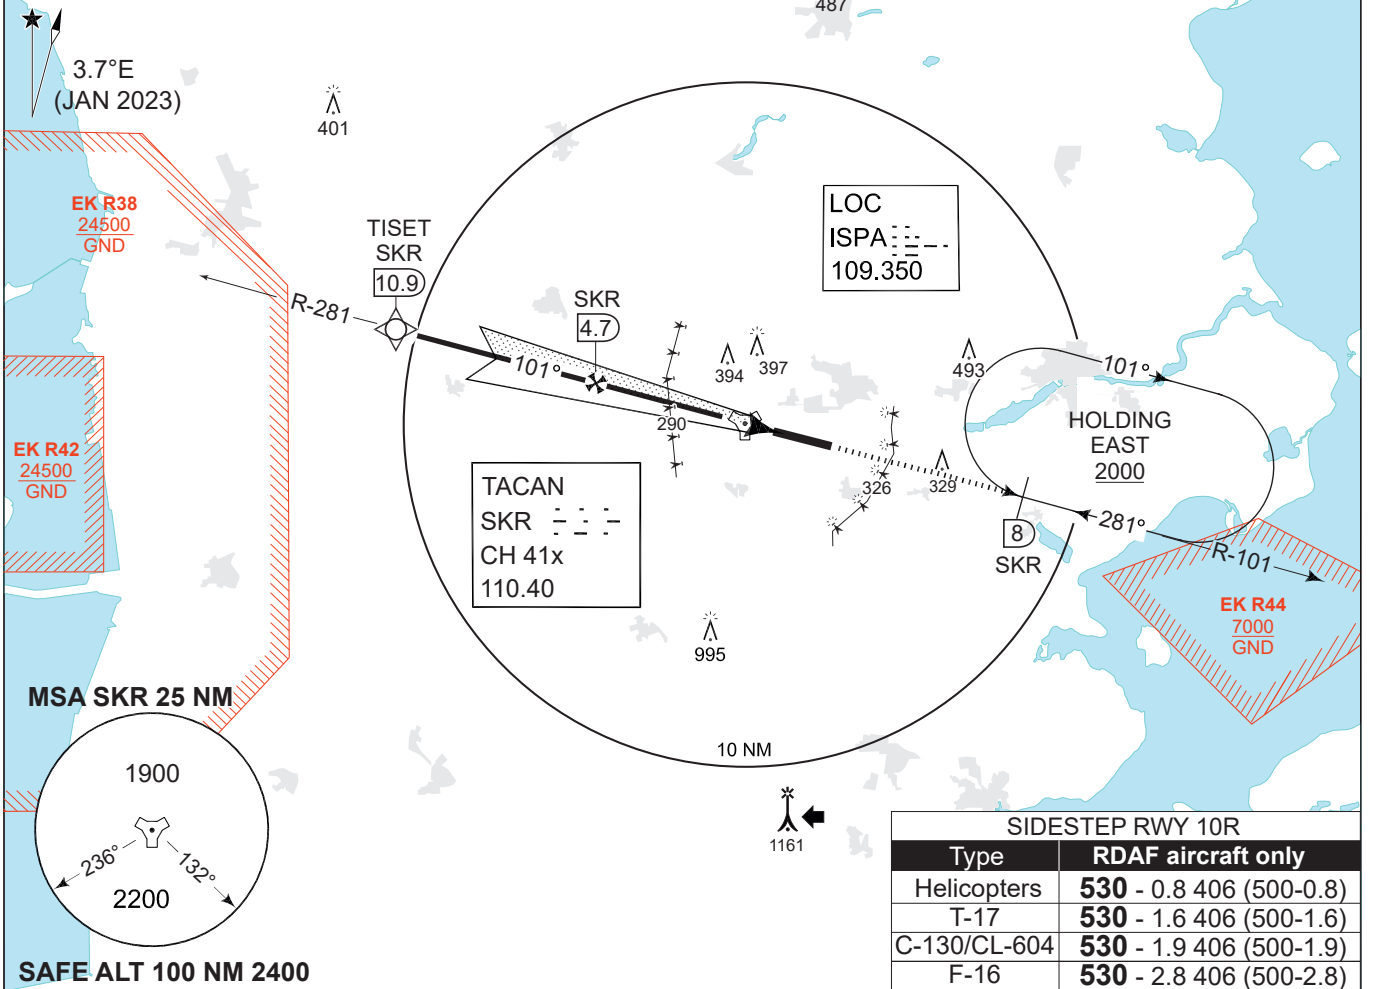 487
3.7°E
(JAN 2023)
401
EK R38
24500
GND
TISET
SKR
10.9
R-281
LOC
ISPA
109.350
SKR
4.7
101°
394
397
290
493
101°
HOLDING
EAST
2000
EK R42
24500
GND
TACAN
SKR
CH 41x
110.40
326
329
8
SKR
281°
R-101
EK R44
7000
GND
995
10 NM
1161
MSA SKR 25 NM
1900
236°
132°
2200
SAFE ALT 100 NM 2400
SIDESTEP RWY 10R
Type RDAF aircraft only
Helicopters 530 - 0.8 406 (500-0.8)
T-17 530 - 1.6 406 (500-1.6)
C-130/CL-604 530 - 1.9 406 (500-1.9)
F-16 530 - 2.8 406 (500-2.8)